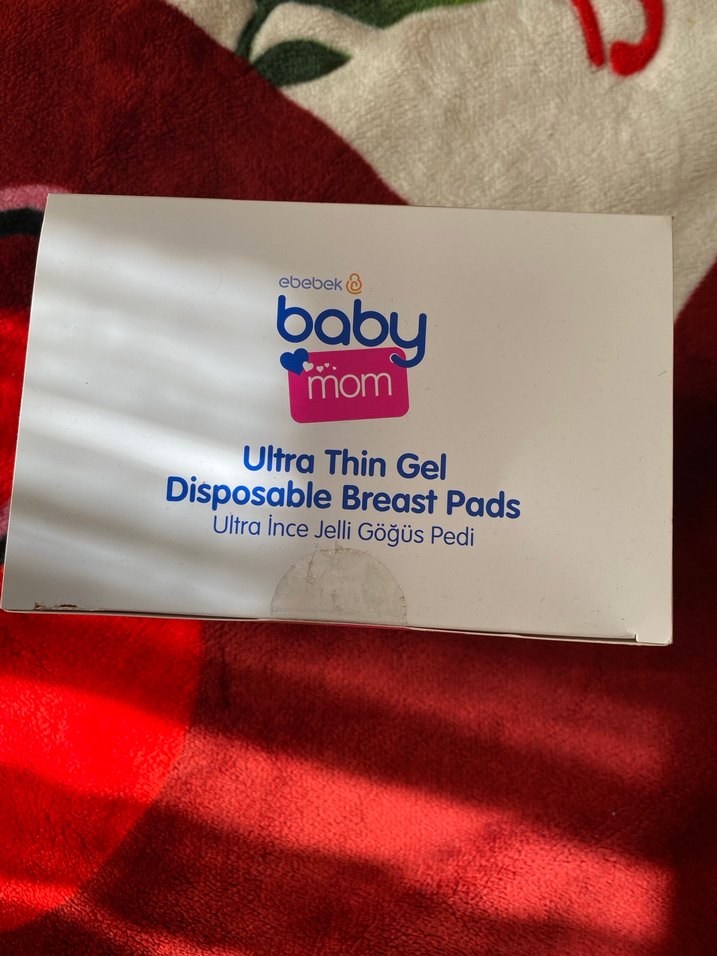 ebebek
baby
mom
Ultra Thin Gel
Disposable Breast Pads
Ultra İnce Jelli Göğüs Pedi